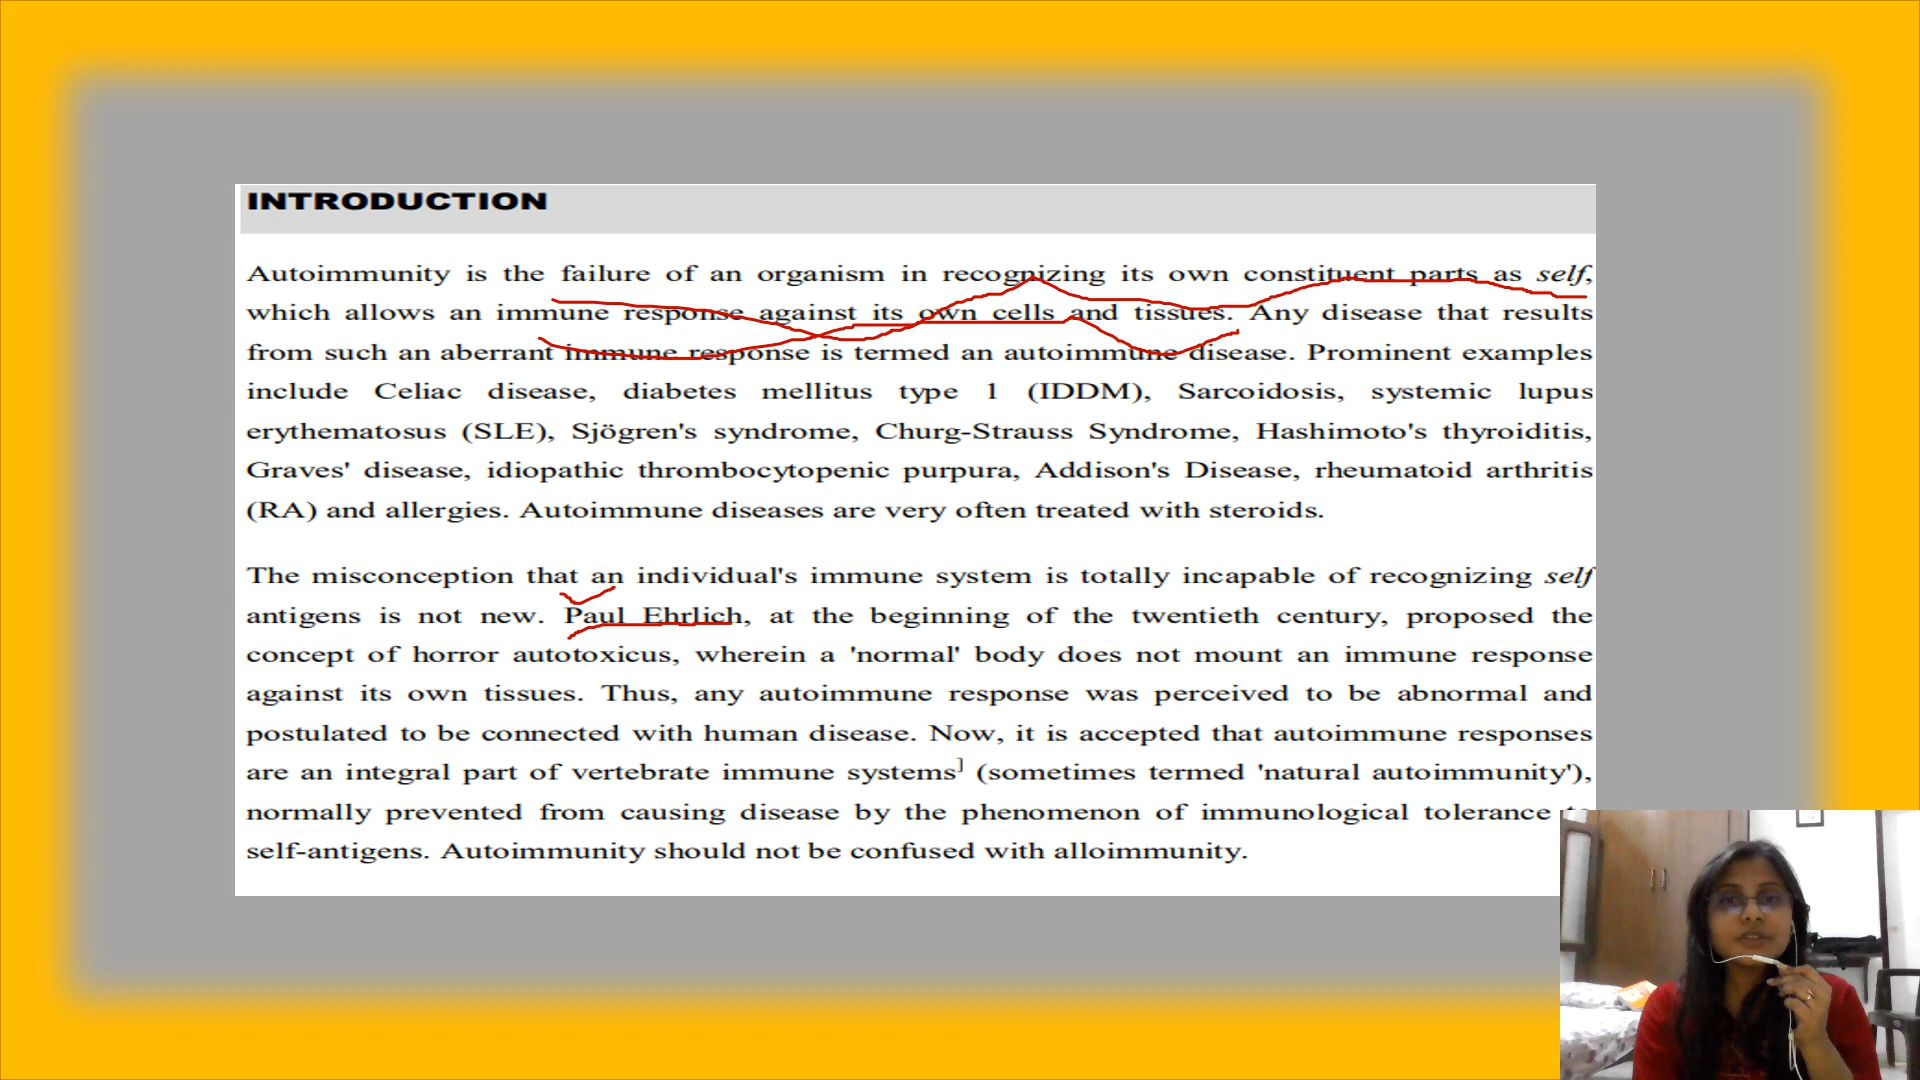 INTRODUCTION
Autoimmunity is the failure of an organism in recognizing its own constituent parts as self,
which allows an immune response against its own cells and tissues. Any disease that results
from such an aberrant immune response is termed an autoimmune disease. Prominent examples
include Celiac disease, diabetes mellitus type 1 (IDDM), Sarcoidosis, systemic lupus
erythematosus (SLE), Sjögren's syndrome, Churg-Strauss Syndrome, Hashimoto's thyroiditis,
Graves' disease, idiopathic thrombocytopenic purpura, Addison's Disease, rheumatoid arthritis
(RA) and allergies. Autoimmune diseases are very often treated with steroids.
The misconception that an individual's immune system is totally incapable of recognizing self
antigens is not new. Paul Ehrlich, at the beginning of the twentieth century, proposed the
concept of horror autotoxicus, wherein a 'normal' body does not mount an immune response
against its own tissues. Thus, any autoimmune response was perceived to be abnormal and
postulated to be connected with human disease. Now, it is accepted that autoimmune responses
are an integral part of vertebrate immune systems] (sometimes termed 'natural autoimmunity'),
normally prevented from causing disease by the phenomenon of immunological tolerance
self-antigens. Autoimmunity should not be confused with alloimmunity.